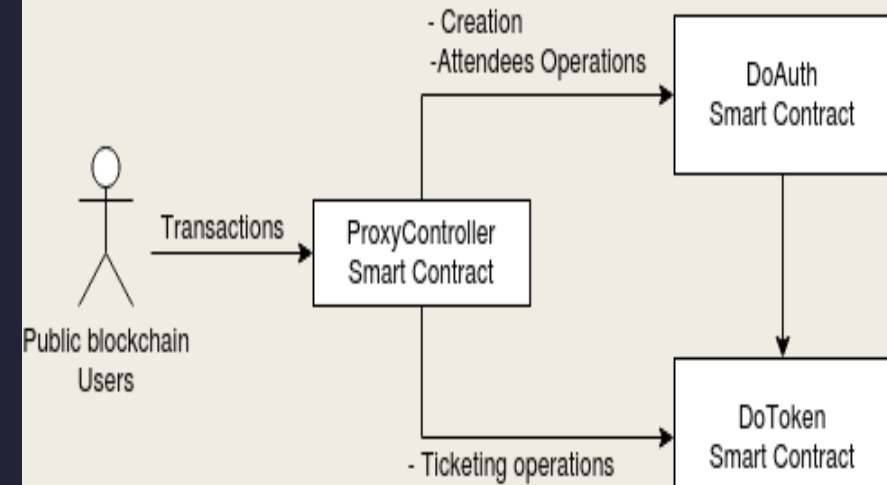 - Creation
-Attendees Operations
DoAuth
Smart Contract
Transactions
ProxyController
Smart Contract
Public blockchain
Users
DoToken
Smart Contract
- Ticketing operations